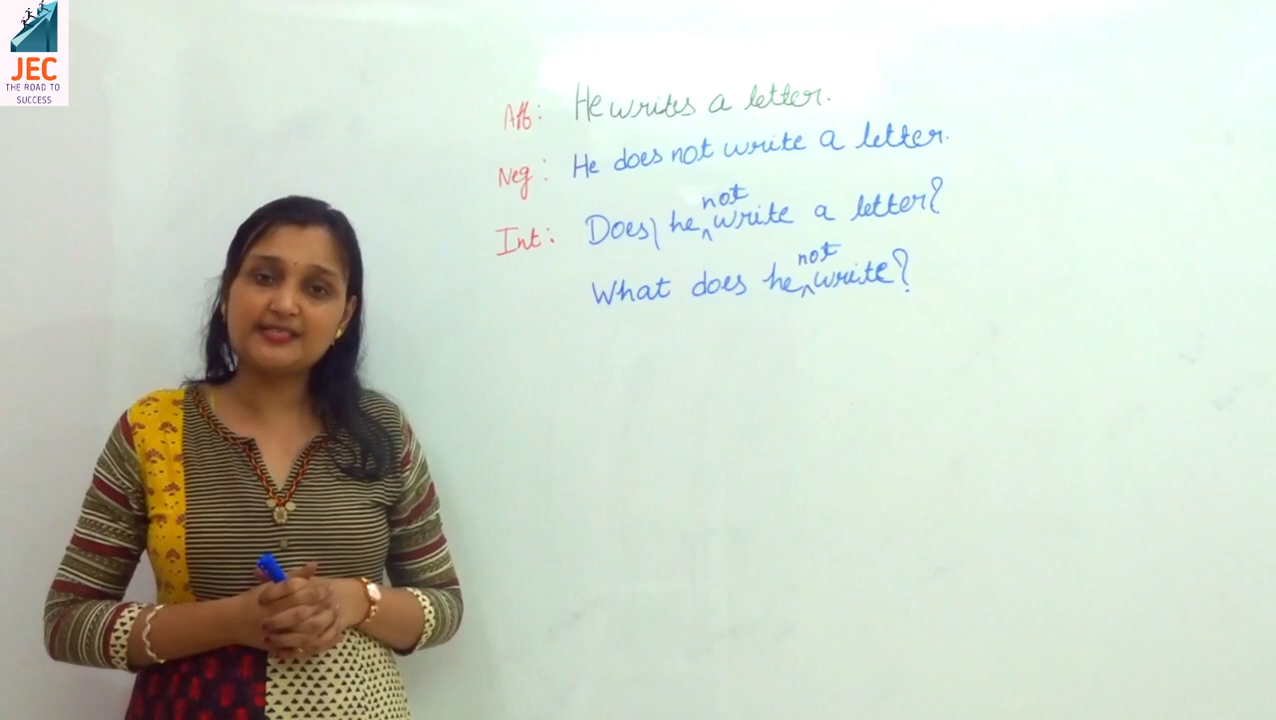 JEC
THE ROAD TO
SUCCESS
Aff: He writes a letter.
Neg: He does not write a letter.
Int: Does he not write a letter?
What does he not write?